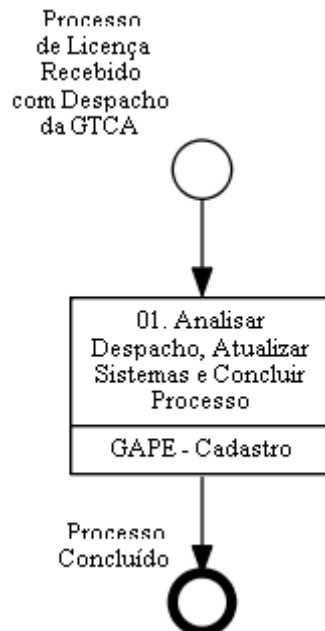 Processo
de Licença
Recebido
com Despacho
da GTCA
01. Analisar
Despacho, Atualizar
Sistemas e Concluir
Processo
GAPE - Cadastro
Processo
Concluído